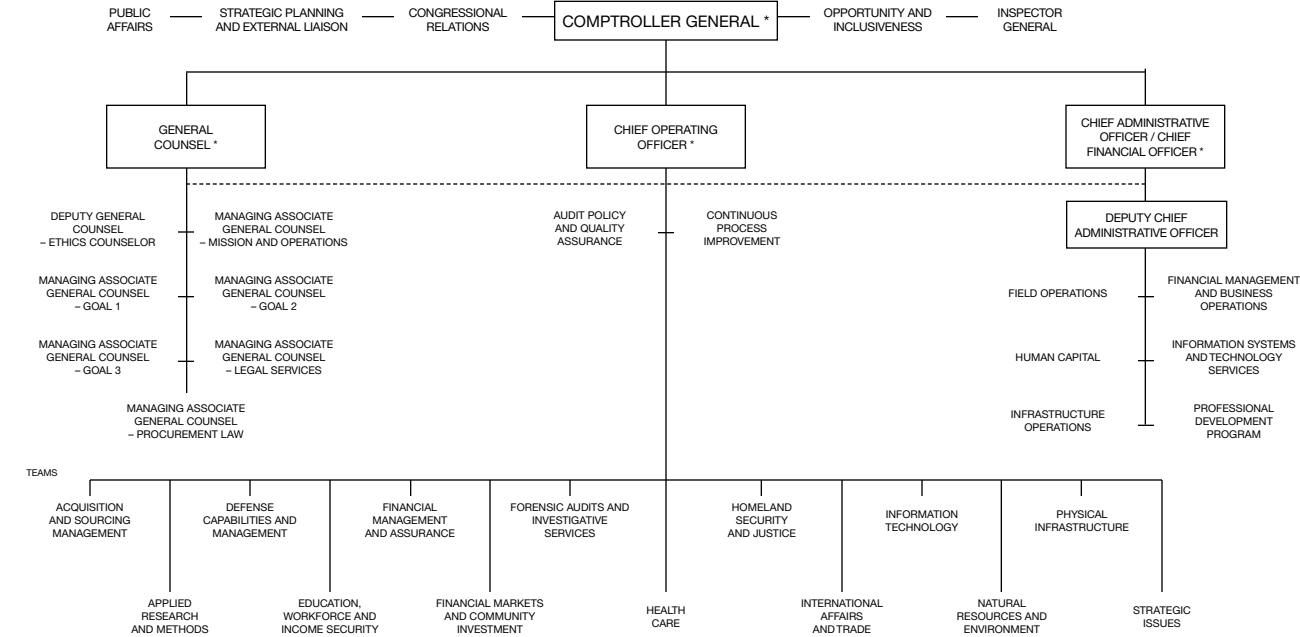 PUBLIC
AFFAIRS
STRATEGIC PLANNING
AND EXTERNAL LIAISON
CONGRESSIONAL
RELATIONS
COMPTROLLER GENERAL *
OPPORTUNITY AND
INCLUSIVENESS
INSPECTOR
GENERAL
GENERAL
COUNSEL *
CHIEF OPERATING
OFFICER *
CHIEF ADMINISTRATIVE
OFFICER / CHIEF
FINANCIAL OFFICER *
DEPUTY GENERAL
COUNSEL
– ETHICS COUNSELOR
MANAGING ASSOCIATE
GENERAL COUNSEL
– MISSION AND OPERATIONS
AUDIT POLICY
AND QUALITY
ASSURANCE
CONTINUOUS
PROCESS
IMPROVEMENT
DEPUTY CHIEF
ADMINISTRATIVE OFFICER
MANAGING ASSOCIATE
GENERAL COUNSEL
– GOAL 1
MANAGING ASSOCIATE
GENERAL COUNSEL
– GOAL 2
FIELD OPERATIONS
FINANCIAL MANAGEMENT
AND BUSINESS
OPERATIONS
MANAGING ASSOCIATE
GENERAL COUNSEL
– GOAL 3
MANAGING ASSOCIATE
GENERAL COUNSEL
– LEGAL SERVICES
HUMAN CAPITAL
INFORMATION SYSTEMS
AND TECHNOLOGY
SERVICES
MANAGING ASSOCIATE
GENERAL COUNSEL
– PROCUREMENT LAW
INFRASTRUCTURE
OPERATIONS
PROFESSIONAL
DEVELOPMENT
PROGRAM
TEAMS
ACQUISITION
AND SOURCING
MANAGEMENT
DEFENSE
CAPABILITIES AND
MANAGEMENT
FINANCIAL
MANAGEMENT
AND ASSURANCE
FORENSIC AUDITS AND
INVESTIGATIVE
SERVICES
HOMELAND
SECURITY
AND JUSTICE
INFORMATION
TECHNOLOGY
PHYSICAL
INFRASTRUCTURE
APPLIED
RESEARCH
AND METHODS
EDUCATION,
WORKFORCE AND
INCOME SECURITY
FINANCIAL MARKETS
AND COMMUNITY
INVESTMENT
HEALTH
CARE
INTERNATIONAL
AFFAIRS
AND TRADE
NATURAL
RESOURCES AND
ENVIRONMENT
STRATEGIC
ISSUES